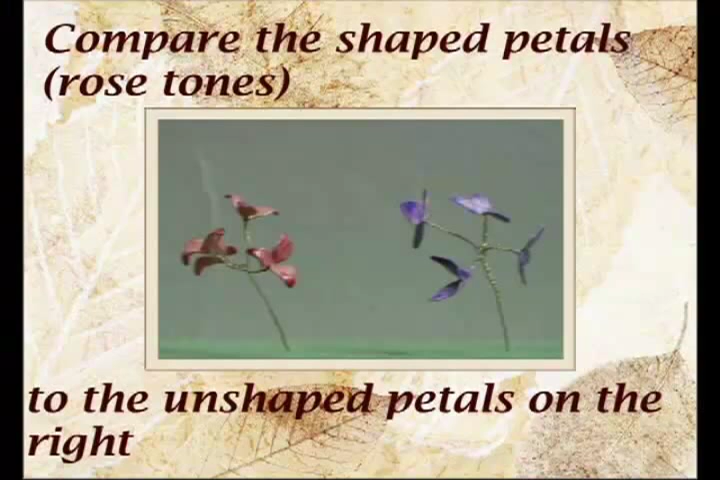 Compare the shaped petals
(rose tones)
to the unshaped petals on the
right